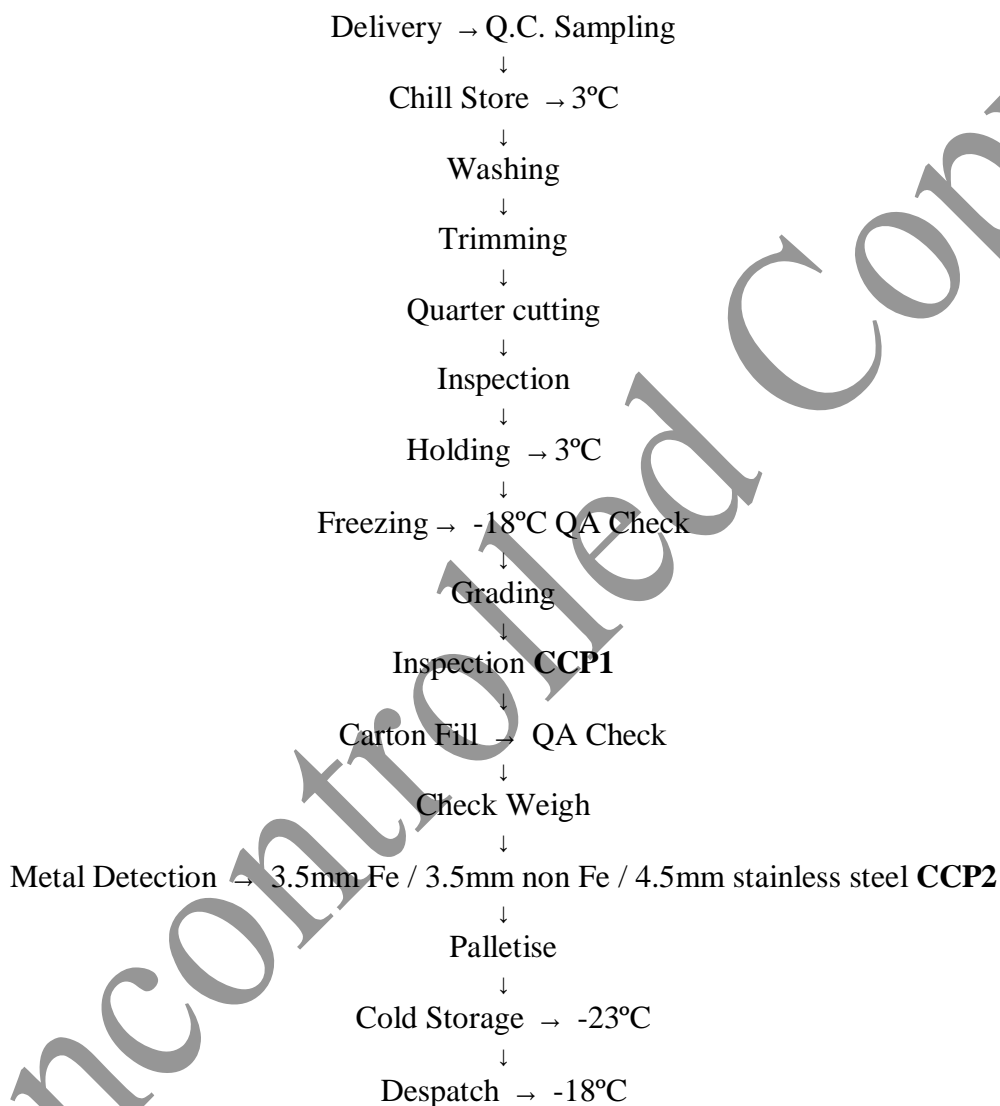 Delivery → Q.C. Sampling
↓
Chill Store → 3ºC
↓
Washing
↓
Trimming
↓
Quarter cutting
↓
Inspection
↓
Holding → 3ºC
↓
Freezing → -18ºC QA Check
↓
Grading
↓
Inspection CCP1
↓
Carton Fill → QA Check
↓
Check Weigh
↓
Metal Detection → 3.5mm Fe / 3.5mm non Fe / 4.5mm stainless steel CCP2
↓
Palletise
↓
Cold Storage → -23ºC
↓
Despatch → -18ºC
ncontrolled Cop